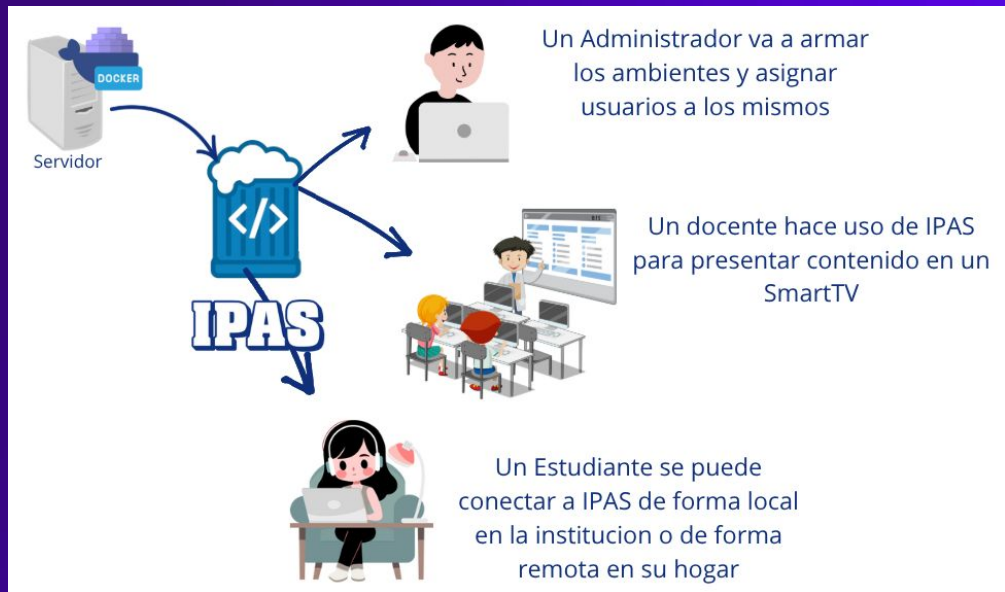 DOCKER
Servidor
</>
IPAS
Un Administrador va a armar
los ambientes y asignar
usuarios a los mismos
Un docente hace uso de IPAS
para presentar contenido en un
SmartTV
Un Estudiante se puede
conectar a IPAS de forma local
en la institucion o de forma
remota en su hogar